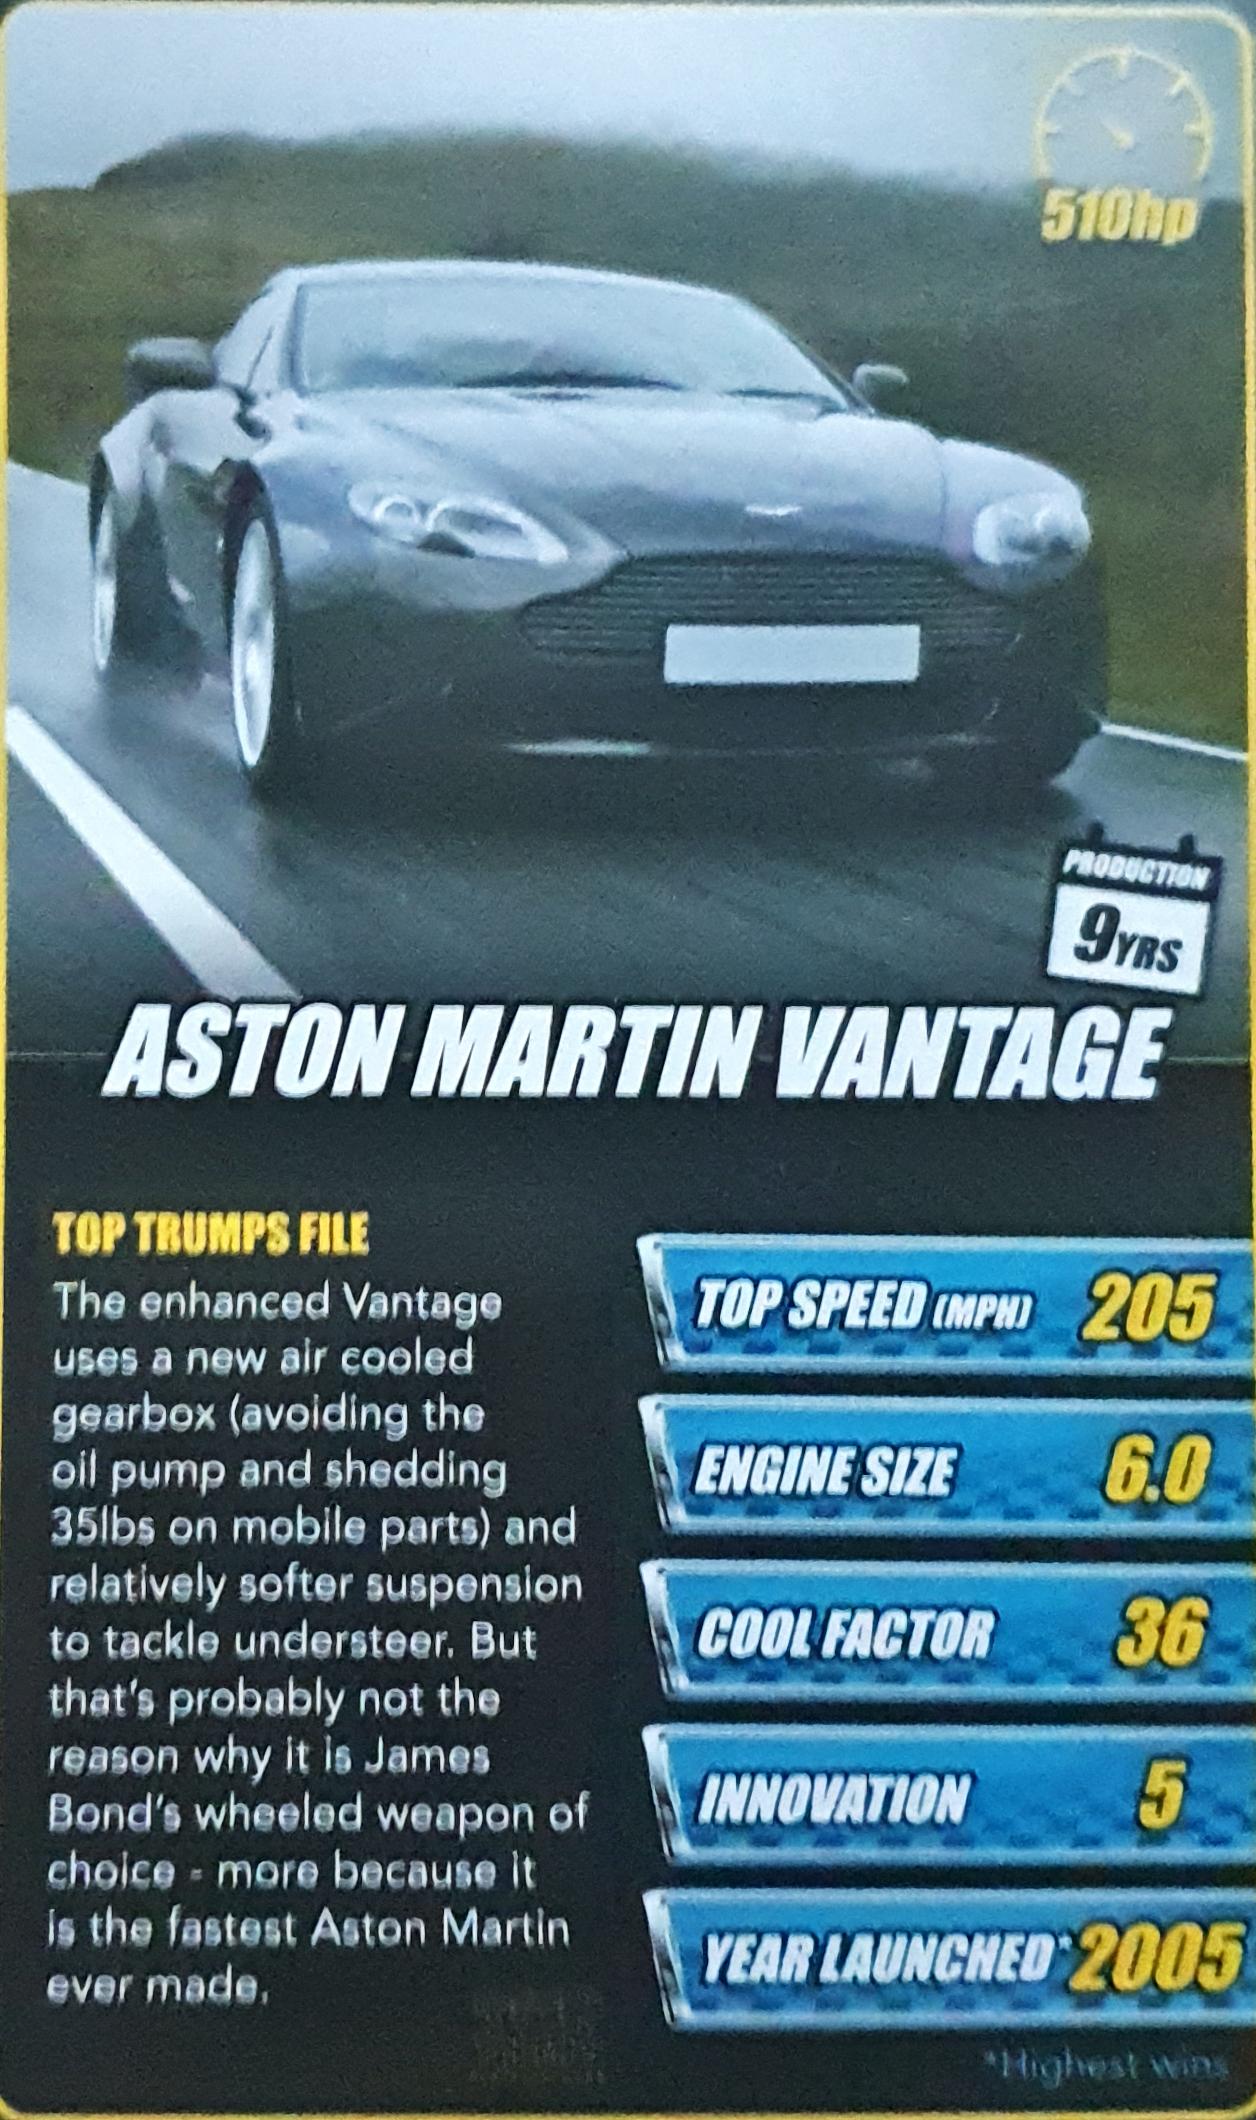 510hp
PRODUCTION
9YRS
ASTON MARTIN VANTAGE
TOP TRUMPS FILE
The enhanced Vantage
uses a new air cooled
gearbox (avoiding the
oil pump and shedding
35lbs on mobile parts) and
relatively softer suspension
to tackle understeer. But
that's probably not the
reason why it is James
Bond's wheeled weapon of
choice - more because it
is the fastest Aston Martin
ever made.
TOP SPEED (MPH) 205
ENGINE SIZE 6.0
COOL FACTOR 36
INNOVATION 5
YEAR LAUNCHED* 2005
*Highest wins